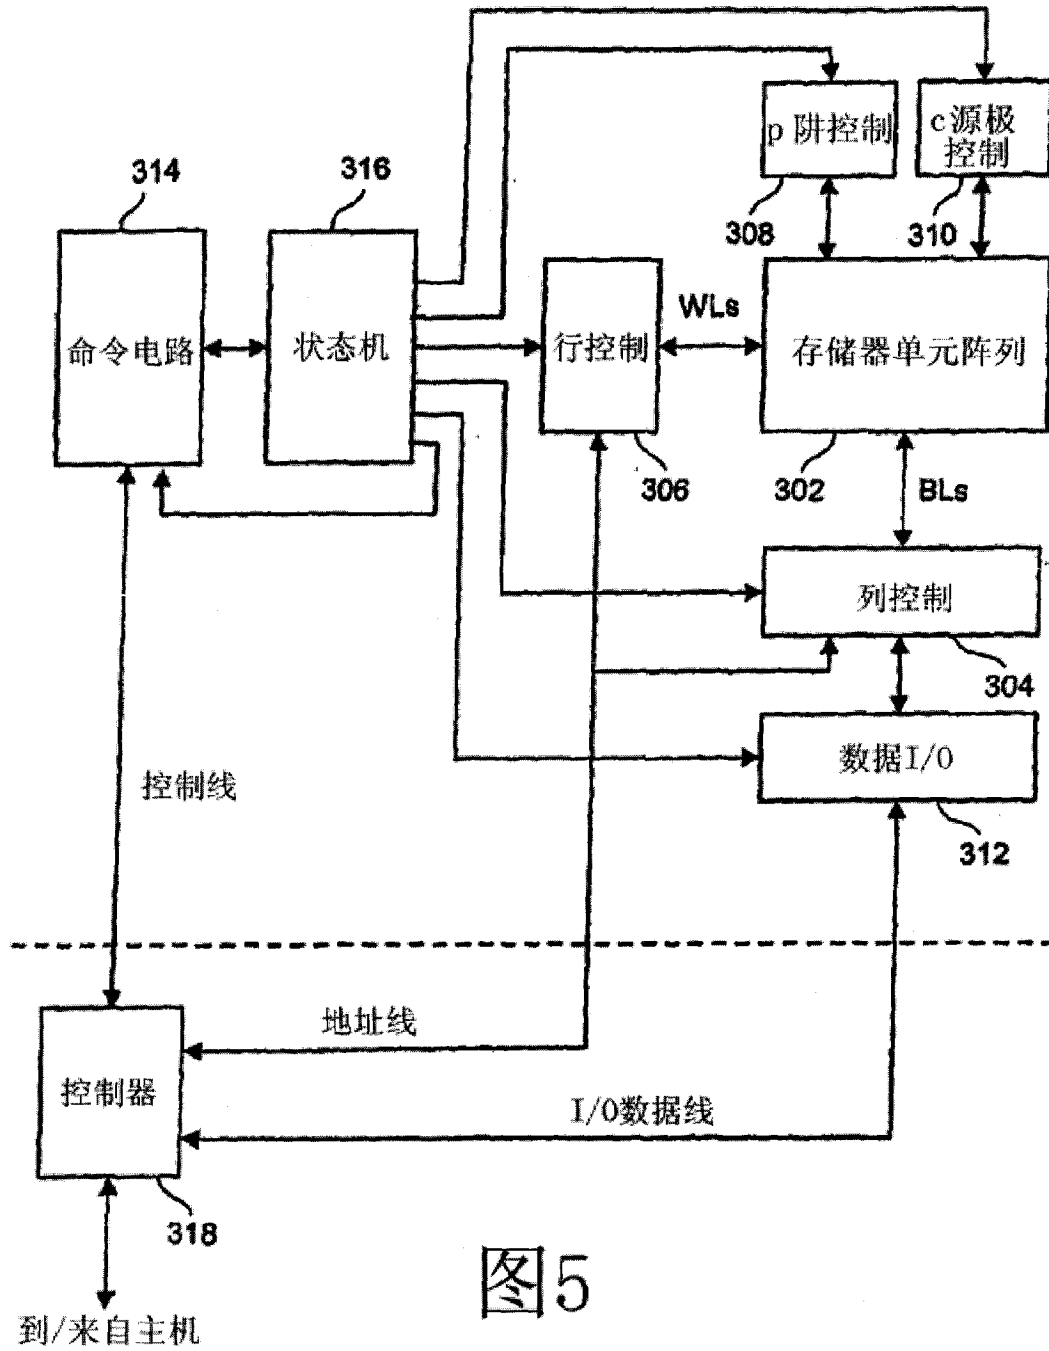 p 阱控制
c源极
控制
314
316
308
310
命令电路
状态机
行控制
WLs
存储器单元阵列
306
302
BLs
列控制
304
数据I/O
控制线
312
地址线
控制器
I/O数据线
318
图5
到/来自主机